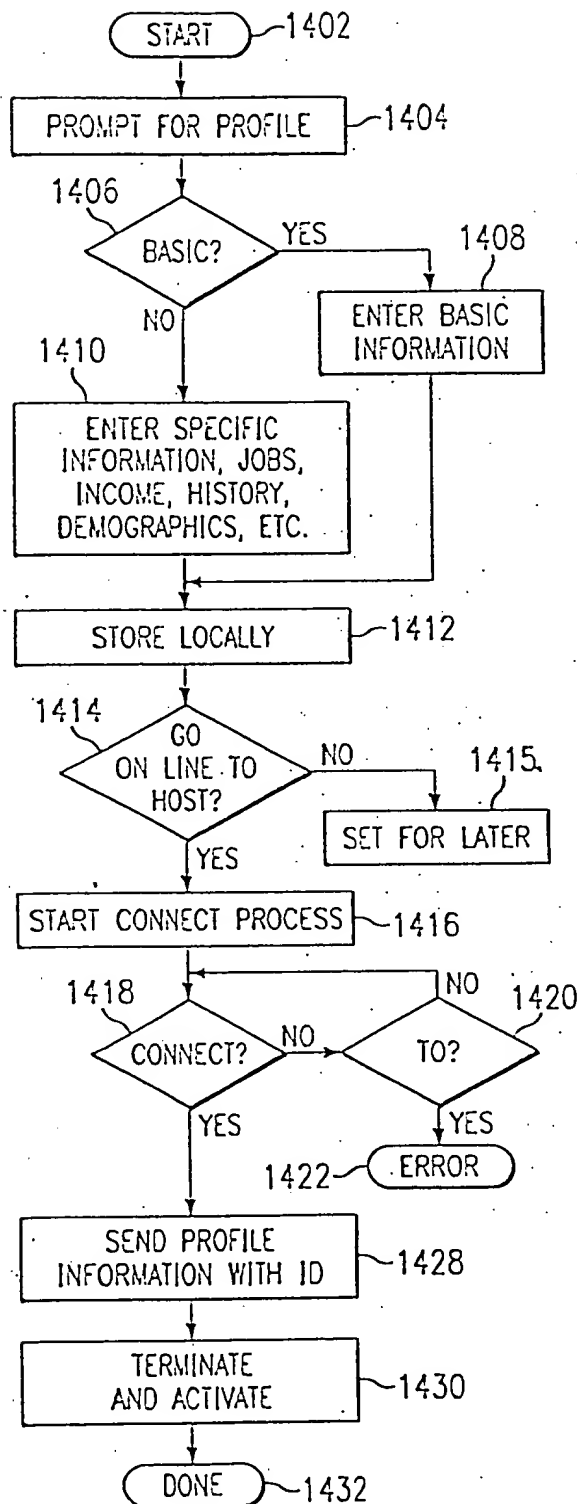 START
1402
PROMPT FOR PROFILE
1404
1406
BASIC?
YES
NO
1408
ENTER BASIC
INFORMATION
1410
ENTER SPECIFIC
INFORMATION, JOBS,
INCOME, HISTORY,
DEMOGRAPHICS, ETC.
STORE LOCALLY
1412
1414
GO
ON LINE TO
HOST?
NO
YES
1415
SET FOR LATER
START CONNECT PROCESS
1416
1418
CONNECT?
NO
YES
NO
1420
TO?
YES
1422
ERROR
SEND PROFILE
INFORMATION WITH ID
1428
TERMINATE
AND ACTIVATE
1430
DONE
1432